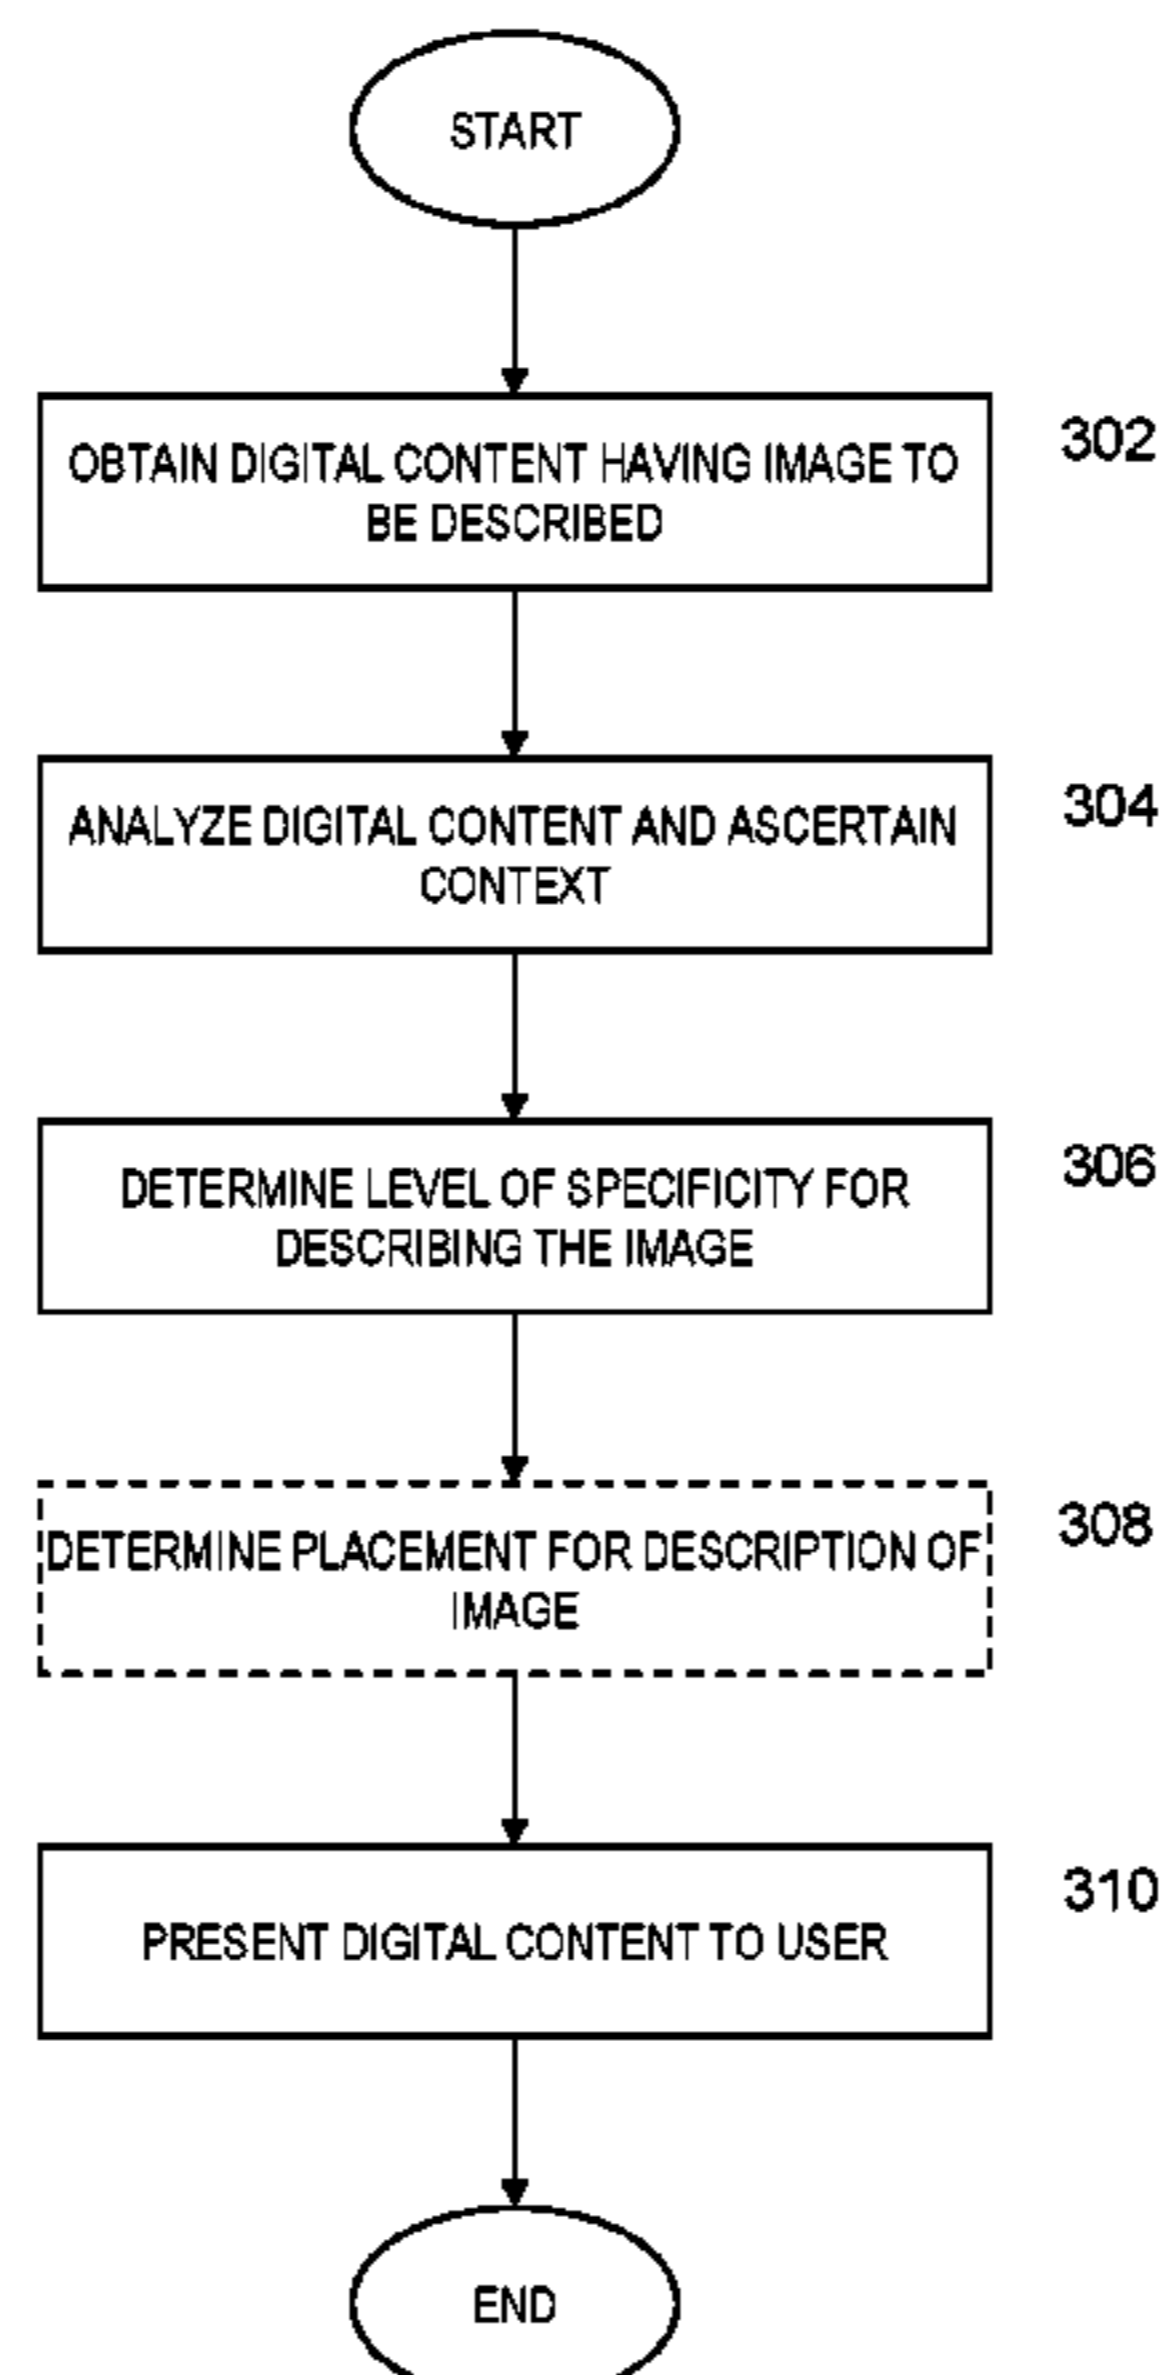 START
OBTAIN DIGITAL CONTENT HAVING IMAGE TO
BE DESCRIBED
302
ANALYZE DIGITAL CONTENT AND ASCERTAIN
CONTEXT
304
DETERMINE LEVEL OF SPECIFICITY FOR
DESCRIBING THE IMAGE
306
DETERMINE PLACEMENT FOR DESCRIPTION OF
IMAGE
308
PRESENT DIGITAL CONTENT TO USER
310
END